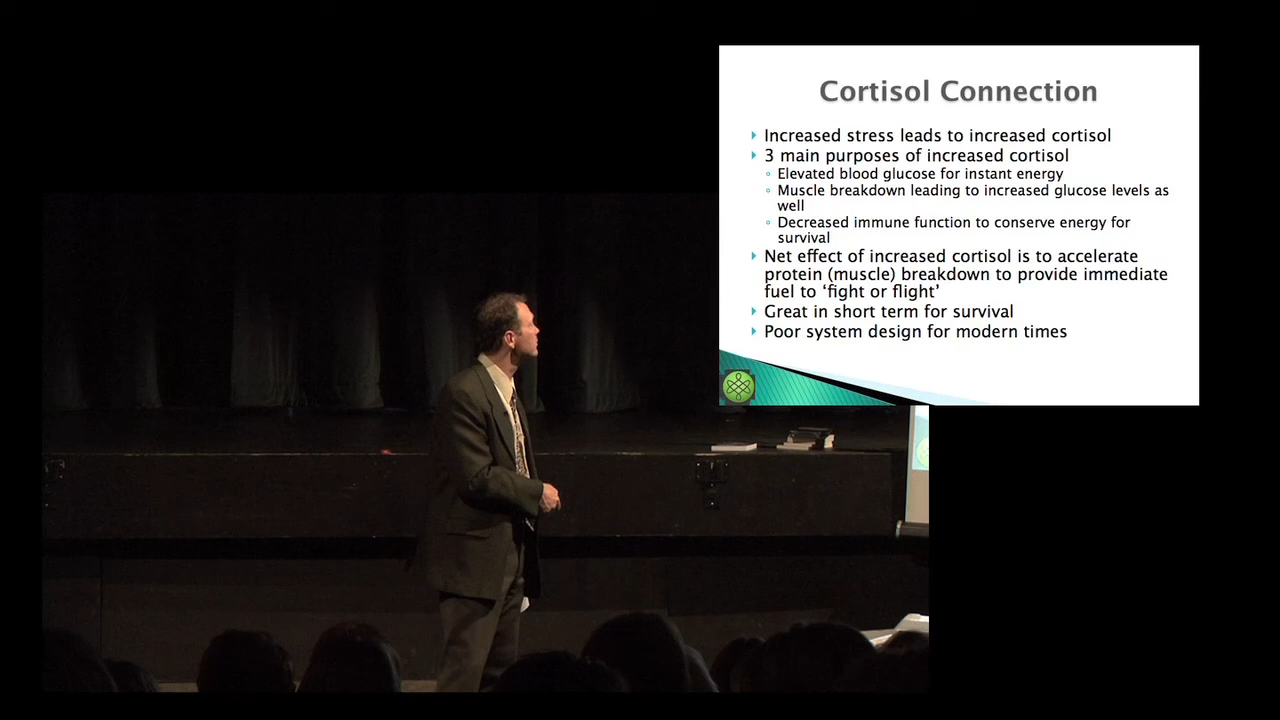 Cortisol Connection
Increased stress leads to increased cortisol
3 main purposes of increased cortisol
Elevated blood glucose for instant energy
Muscle breakdown leading to increased glucose levels as
well
Decreased immune function to conserve energy for
survival
Net effect of increased cortisol is to accelerate
protein (muscle) breakdown to provide immediate
fuel to ‘fight or flight’
Great in short term for survival
Poor system design for modern times